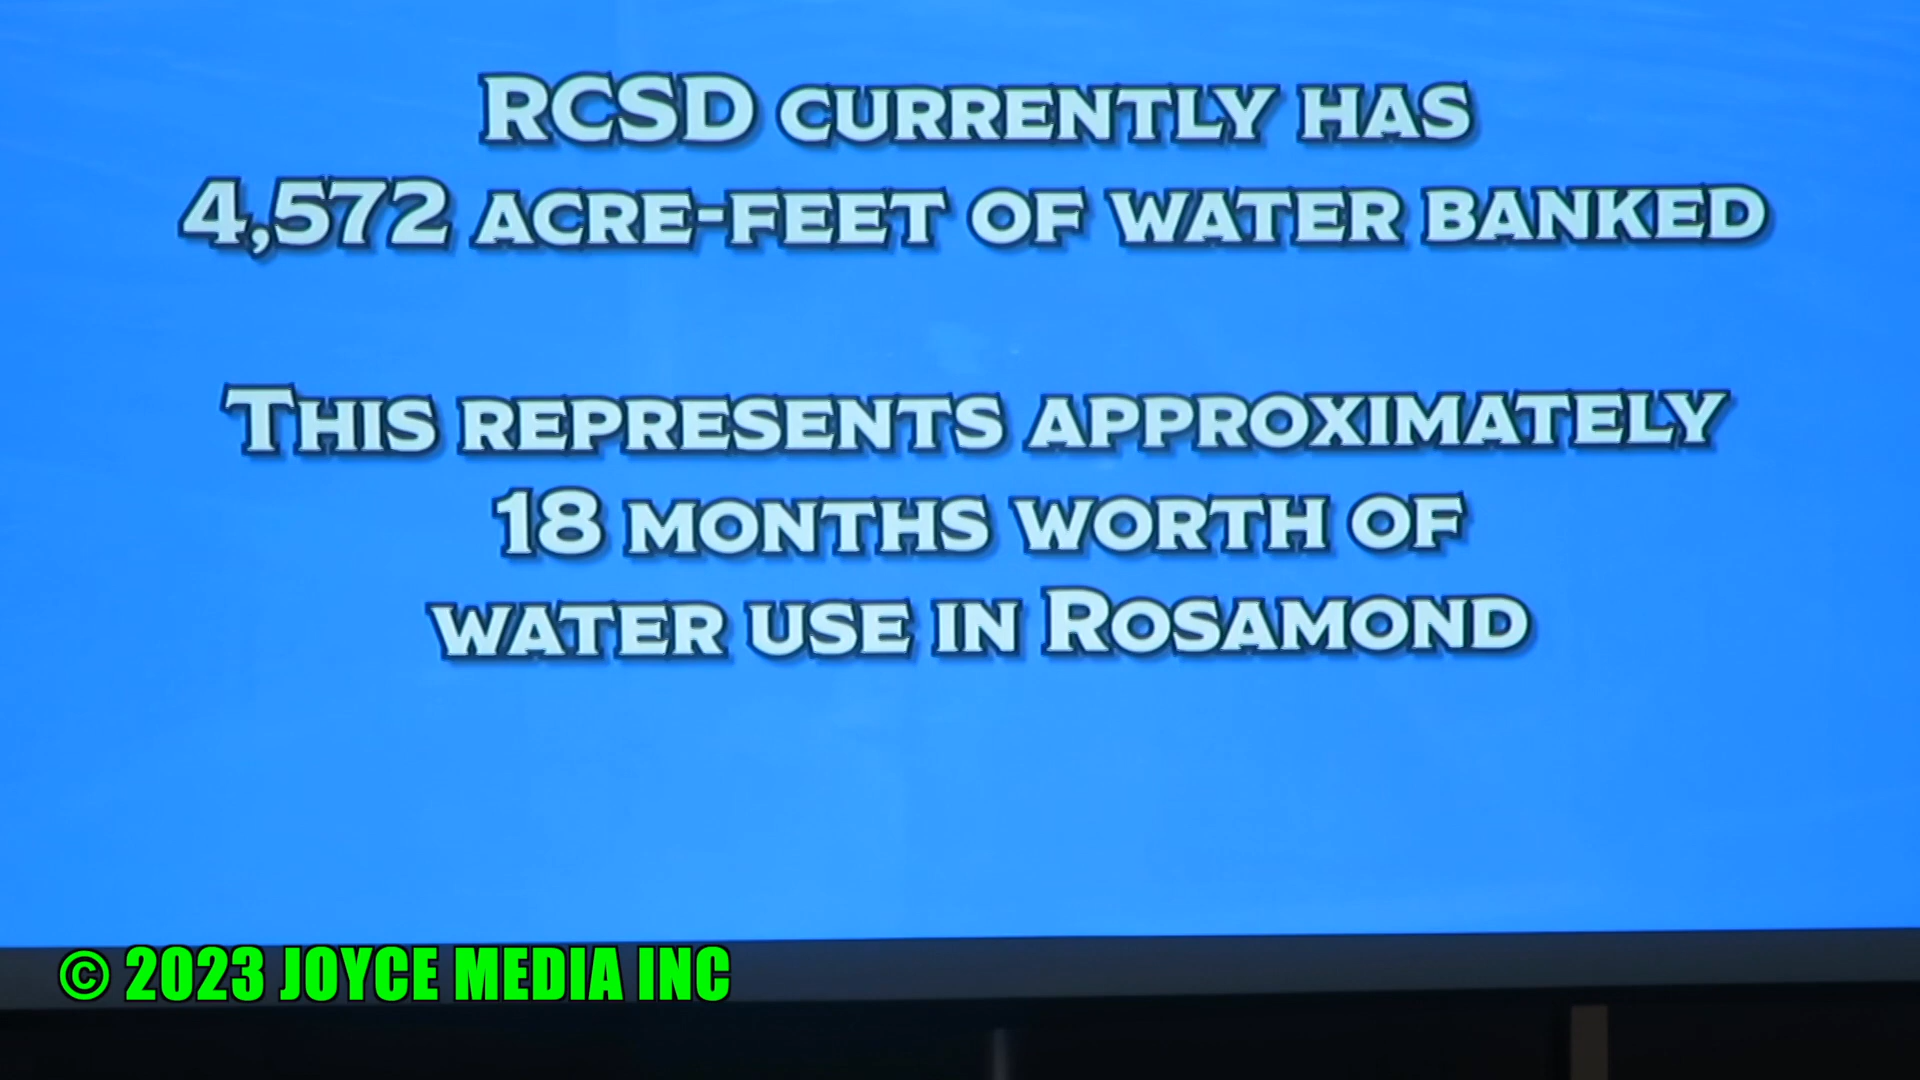 RCSD CURRENTLY HAS
4,572 ACRE-FEET OF WATER BANKED
THIS REPRESENTS APPROXIMATELY
18 MONTHS WORTH OF
WATER USE IN ROSAMOND
© 2023 JOYCE MEDIA INC